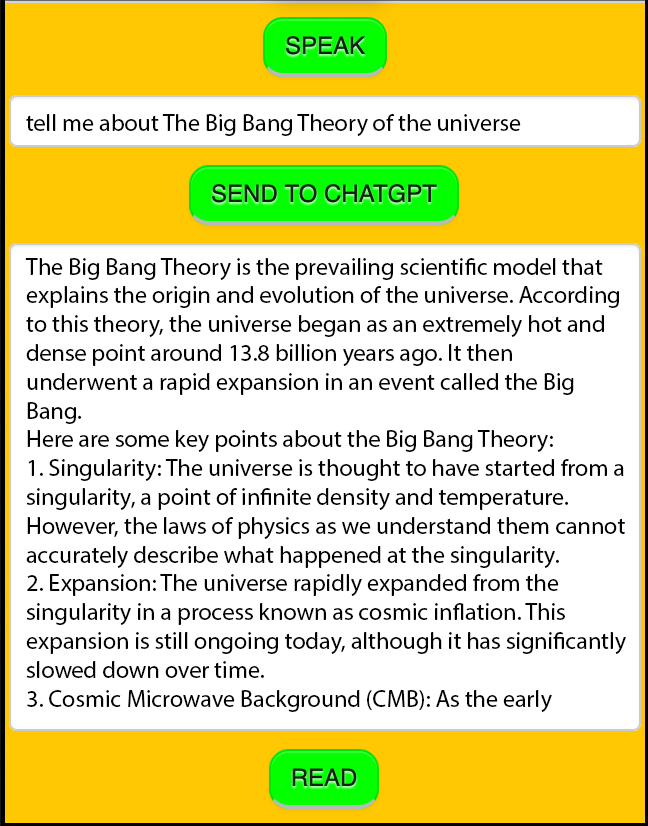 SPEAK
tell me about The Big Bang Theory of the universe
SEND TO CHATGPT
The Big Bang Theory is the prevailing scientific model that
explains the origin and evolution of the universe. According
to this theory, the universe began as an extremely hot and
dense point around 13.8 billion years ago. It then
underwent a rapid expansion in an event called the Big
Bang.
Here are some key points about the Big Bang Theory:
1. Singularity: The universe is thought to have started from a
singularity, a point of infinite density and temperature.
However, the laws of physics as we understand them cannot
accurately describe what happened at the singularity.
2. Expansion: The universe rapidly expanded from the
singularity in a process known as cosmic inflation. This
expansion is still ongoing today, although it has significantly
slowed down over time.
3. Cosmic Microwave Background (CMB): As the early
READ